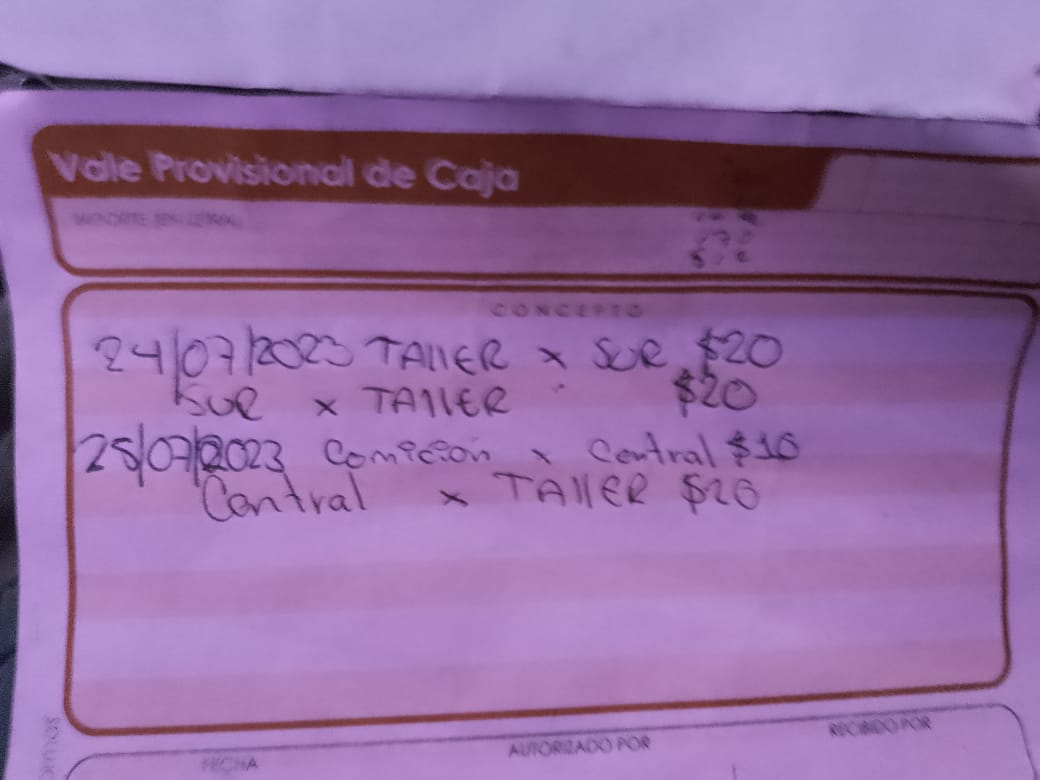 Vale Provisional de Caja
IMPORTE (EN LETRA)
CONCEPTO
24/07/2023 TALLER x SUR $20
SUR x TALLER $20
25/07/2023 Comicion x Central $10
Central x TALLER $20
FECHA
AUTORIZADO POR
RECIBIDO POR